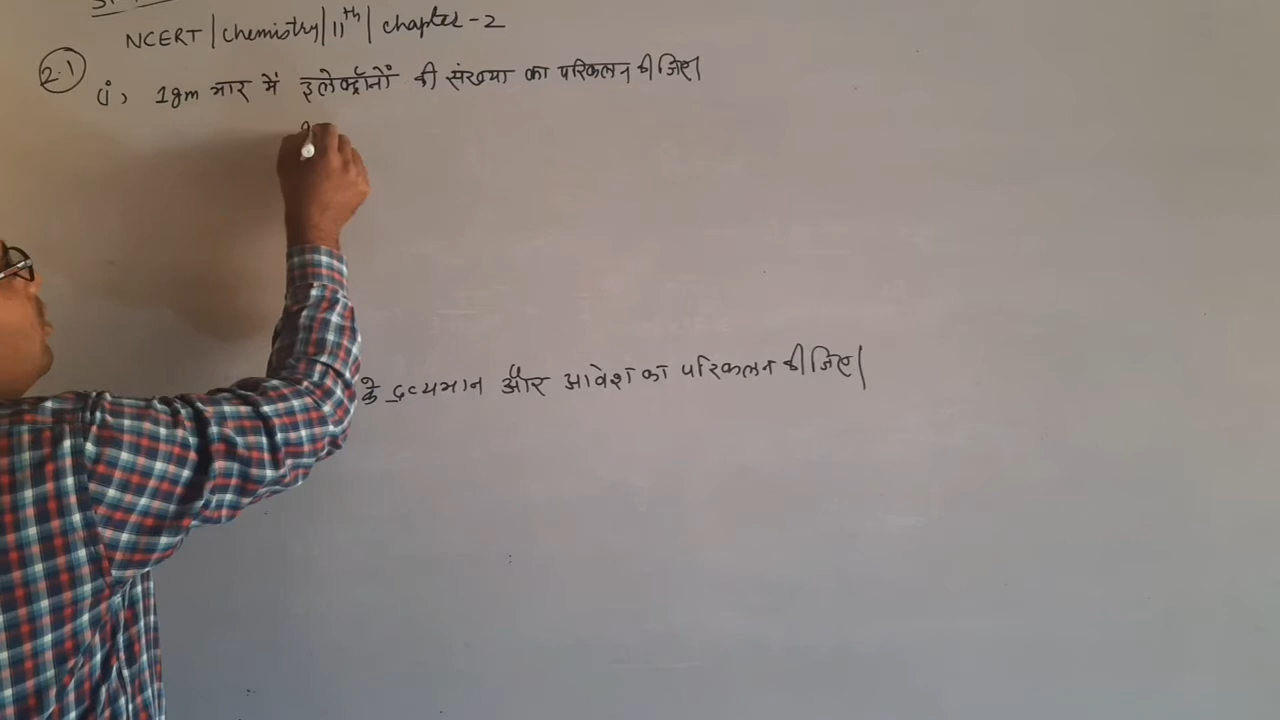 NCERT | Chemistry | 11th | Chapter - 2
2.1
(i) 1gm भार में इलेक्ट्रॉनों की संख्या का परिकलन कीजिए।
के द्रव्यमान और आवेश का परिकलन कीजिए।